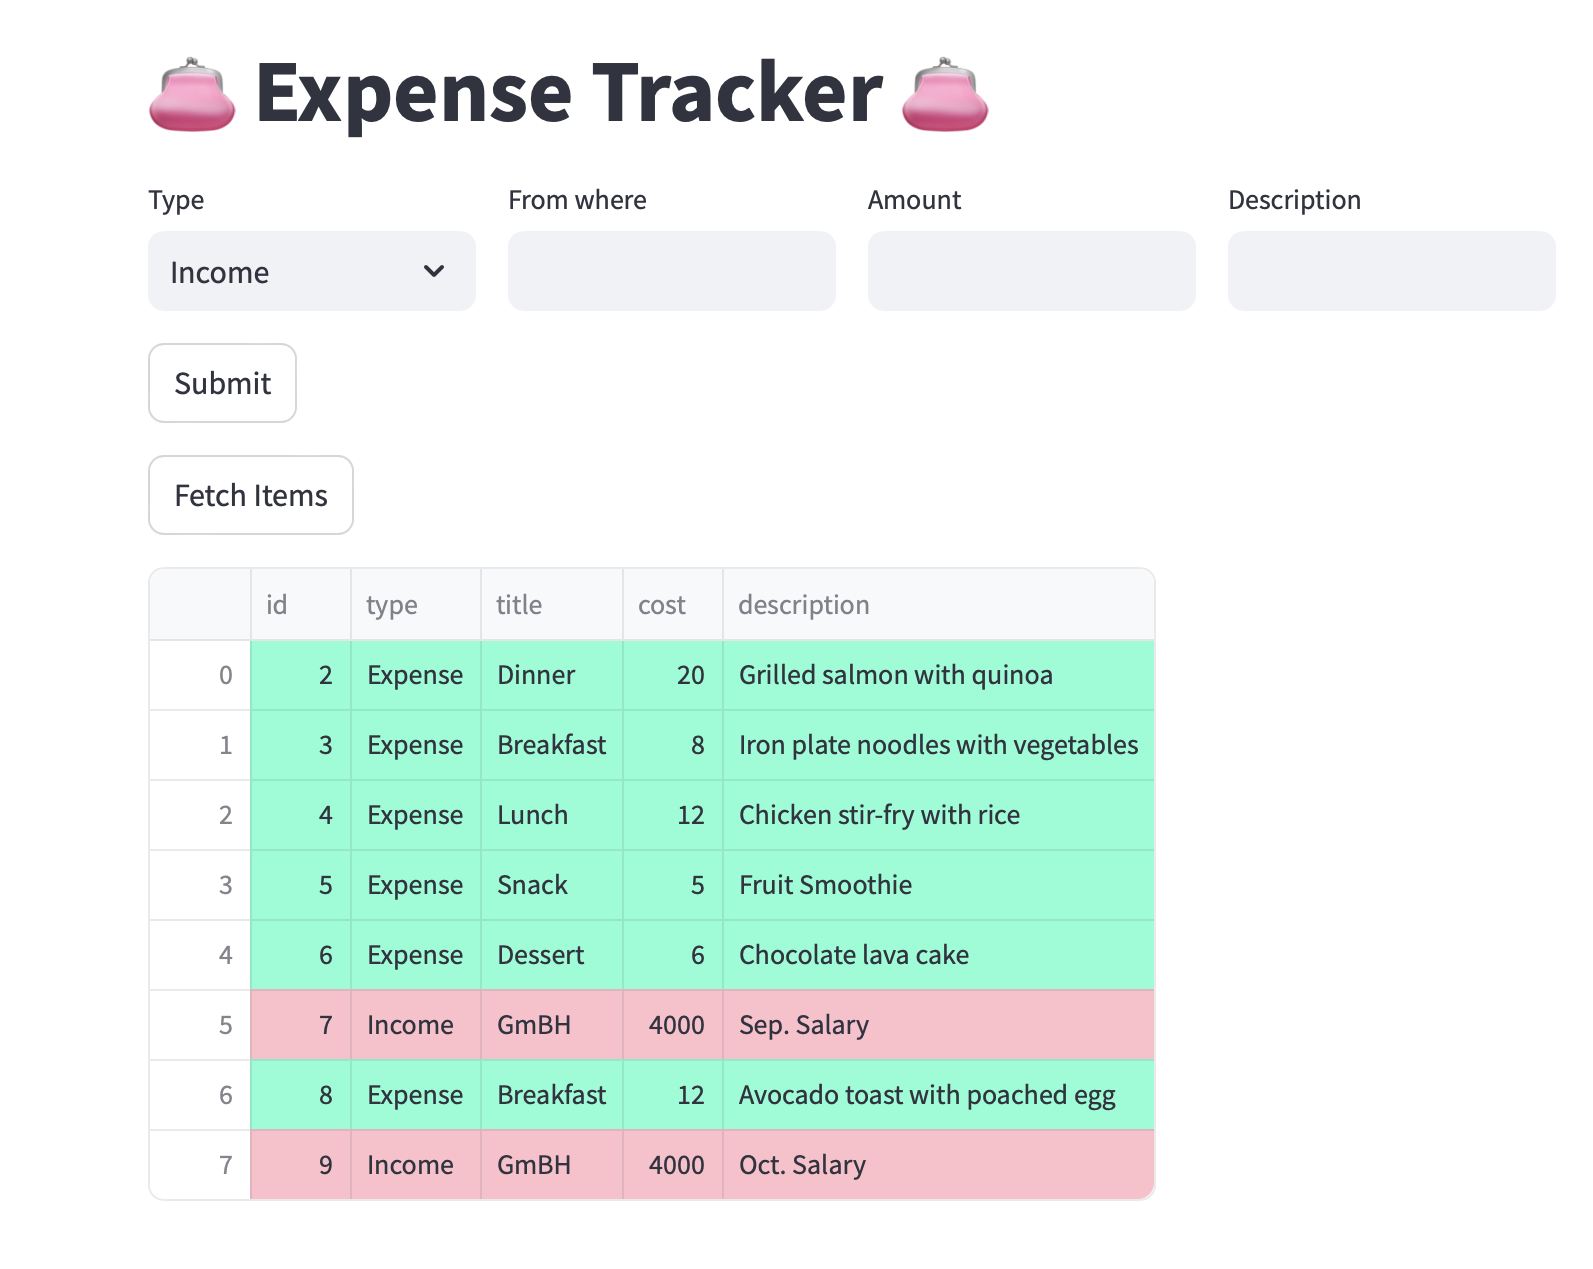 Expense Tracker
Type From where Amount Description
Income
Submit
Fetch Items
id type title cost description
0 2 Expense Dinner 20 Grilled salmon with quinoa
1 3 Expense Breakfast 8 Iron plate noodles with vegetables
2 4 Expense Lunch 12 Chicken stir-fry with rice
3 5 Expense Snack 5 Fruit Smoothie
4 6 Expense Dessert 6 Chocolate lava cake
5 7 Income GmBH 4000 Sep. Salary
6 8 Expense Breakfast 12 Avocado toast with poached egg
7 9 Income GmBH 4000 Oct. Salary